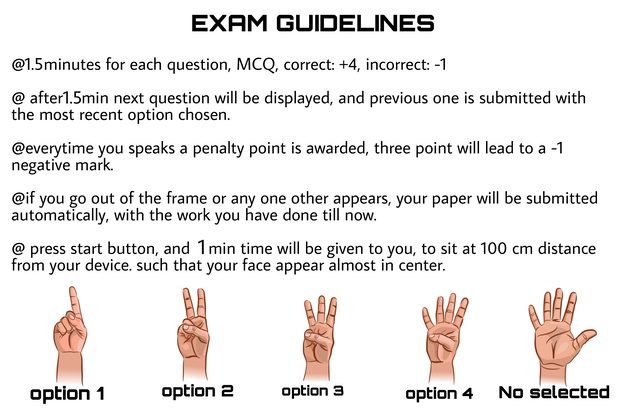 EXAM GUIDELINES
@1.5minutes for each question, MCQ, correct: +4, incorrect: -1
@ after1.5min next question will be displayed, and previous one is submitted with
the most recent option chosen.
@everytime you speaks a penalty point is awarded, three point will lead to a -1
negative mark.
@if you go out of the frame or any one other appears, your paper will be submitted
automatically, with the work you have done till now.
@ press start button, and 1min time will be given to you, to sit at 100 cm distance
from your device. such that your face appear almost in center.
option 1 option 2 option 3 option 4 No selected